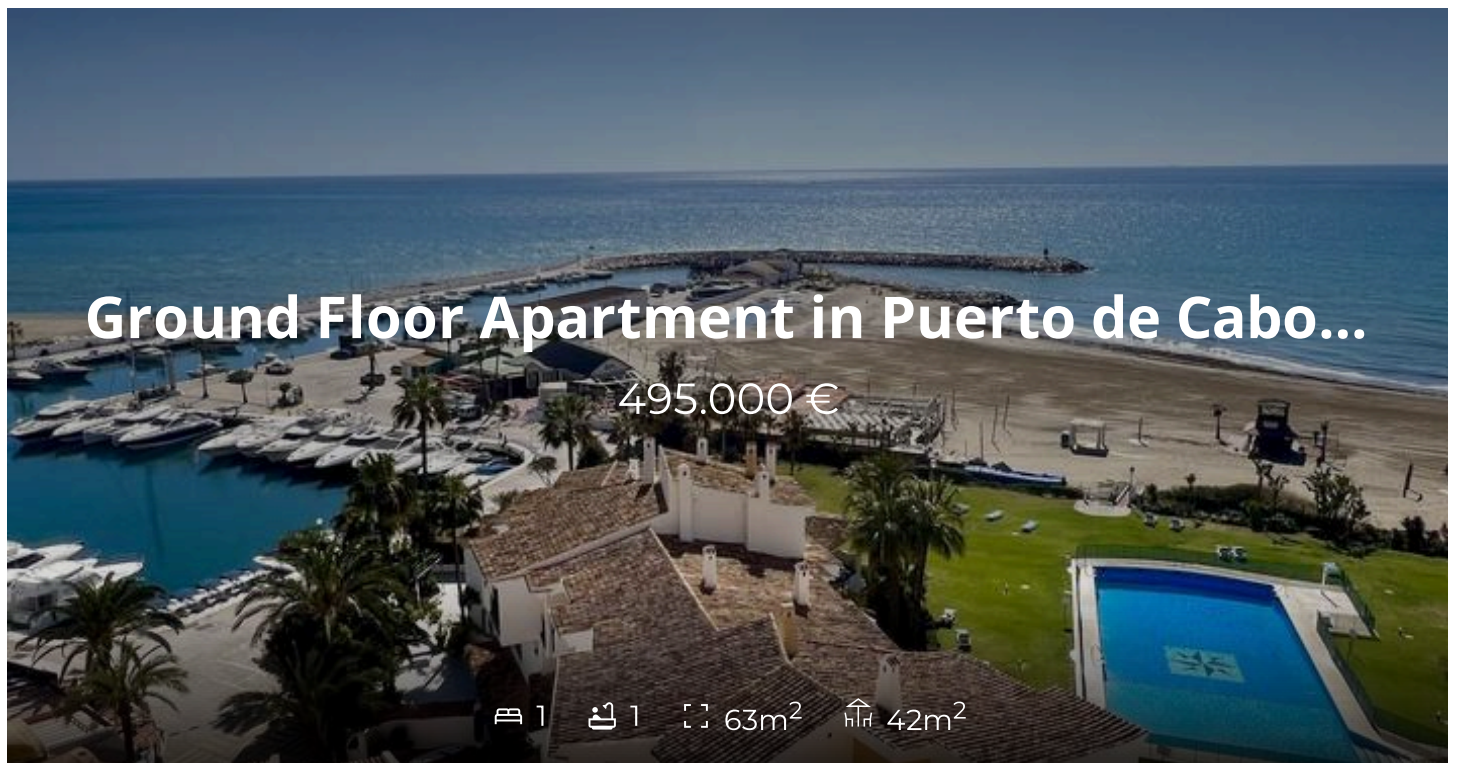 Ground Floor Apartment in Puerto de Cabo...
495.000 €
1 1 63m² 42m²